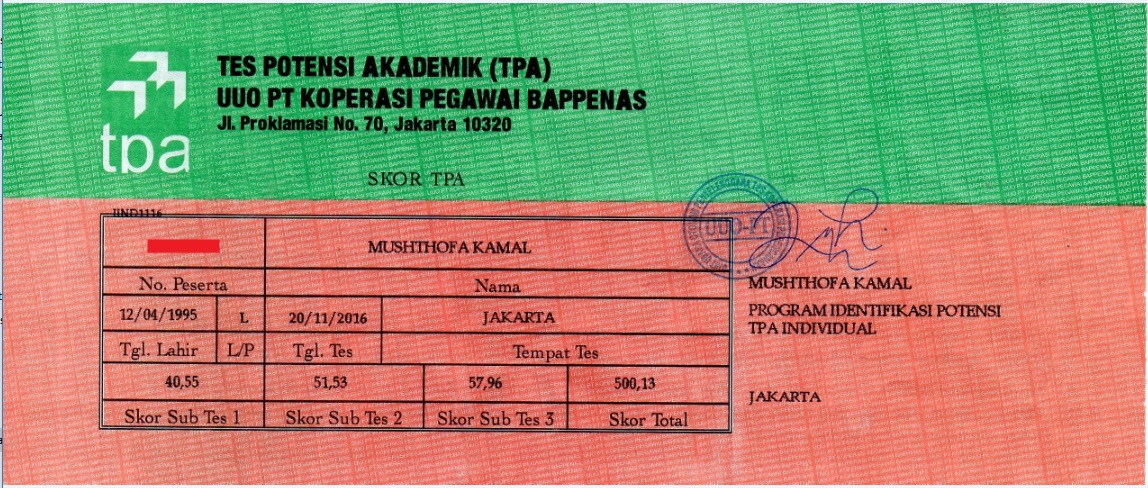 TES POTENSI AKADEMIK (TPA)
UUO PT KOPERASI PEGAWAI BAPPENAS
Jl. Proklamasi No. 70, Jakarta 10320
tpa
SKOR TPA
IIND1116
MUSHTHOFA KAMAL
No. Peserta Nama
12/04/1995 L 20/11/2016 JAKARTA
Tgl. Lahir L/P Tgl. Tes Tempat Tes
40,55 51,53 57,96 500,13
Skor Sub Tes 1 Skor Sub Tes 2 Skor Sub Tes 3 Skor Total
UUO-PT
MUSHTHOFA KAMAL
PROGRAM IDENTIFIKASI POTENSI
TPA INDIVIDUAL
JAKARTA